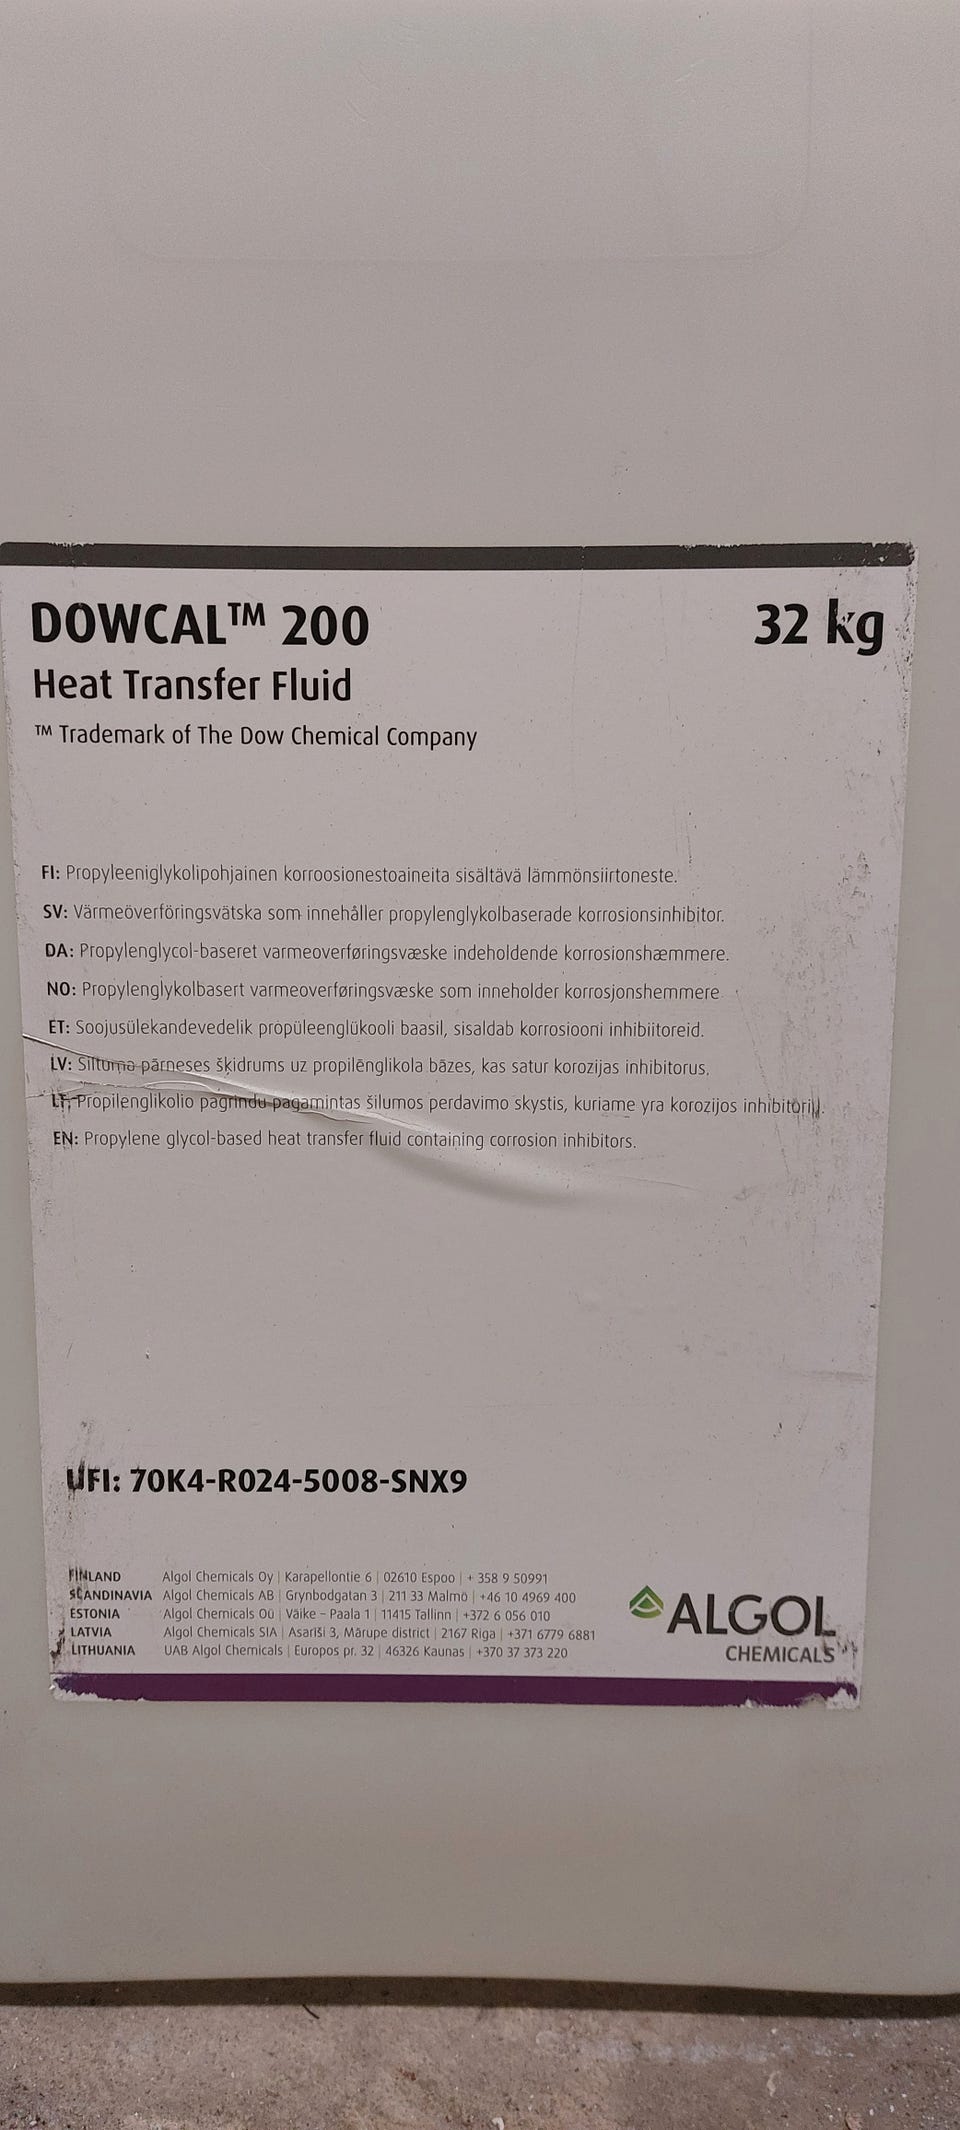 DOWCAL™ 200
32 kg
Heat Transfer Fluid
™ Trademark of The Dow Chemical Company
FI: Propyleeniglykolipohjainen korroosionestoaineita sisältävä lämmönsiirtoneste.
SV: Värmeöverföringsvätska som innehåller propylenglykolbaserade korrosionsinhibitor.
DA: Propylenglycol-baseret varmeoverføringsvæske indeholdende korrosionshæmmere.
NO: Propylenglykolbasert varmeoverføringsvæske som inneholder korrosjonshemmere
ET: Soojusülekandevedelik propüleenglükooli baasil, sisaldab korrosiooni inhibiitoreid.
LV: Siltuma pārneses šķidrums uz propilēnglikola bāzes, kas satur korozijas inhibitorus.
LT: Propilenglikolio pagrindu pagamintas šilumos perdavimo skystis, kuriame yra korozijos inhibitorių.
EN: Propylene glycol-based heat transfer fluid containing corrosion inhibitors.
UFI: 70K4-R024-5008-SNX9
FINLAND Algol Chemicals Oy | Karapellontie 6 | 02610 Espoo | + 358 9 50991
SCANDINAVIA Algol Chemicals AB | Grynbodgatan 3 | 211 33 Malmö | +46 10 4969 400
ESTONIA Algol Chemicals Oü | Väike – Paala 1 | 11415 Tallinn | +372 6 056 010
LATVIA Algol Chemicals SIA | Asariši 3, Mārupe district | 2167 Riga | +371 6779 6881
LITHUANIA UAB Algol Chemicals | Europos pr. 32 | 46326 Kaunas | +370 37 373 220
ALGOL
CHEMICALS